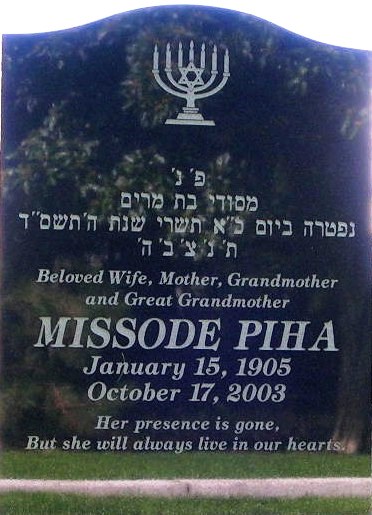 פ׳ נ׳
מסודי בת מרים
נפטרה ביום כ״א תשרי שנת ה׳תשס״ד
ת׳ נ׳ צ׳ ב׳ ה׳
Beloved Wife, Mother, Grandmother
and Great Grandmother
MISSODE PIHA
January 15, 1905
October 17, 2003
Her presence is gone,
But she will always live in our hearts.